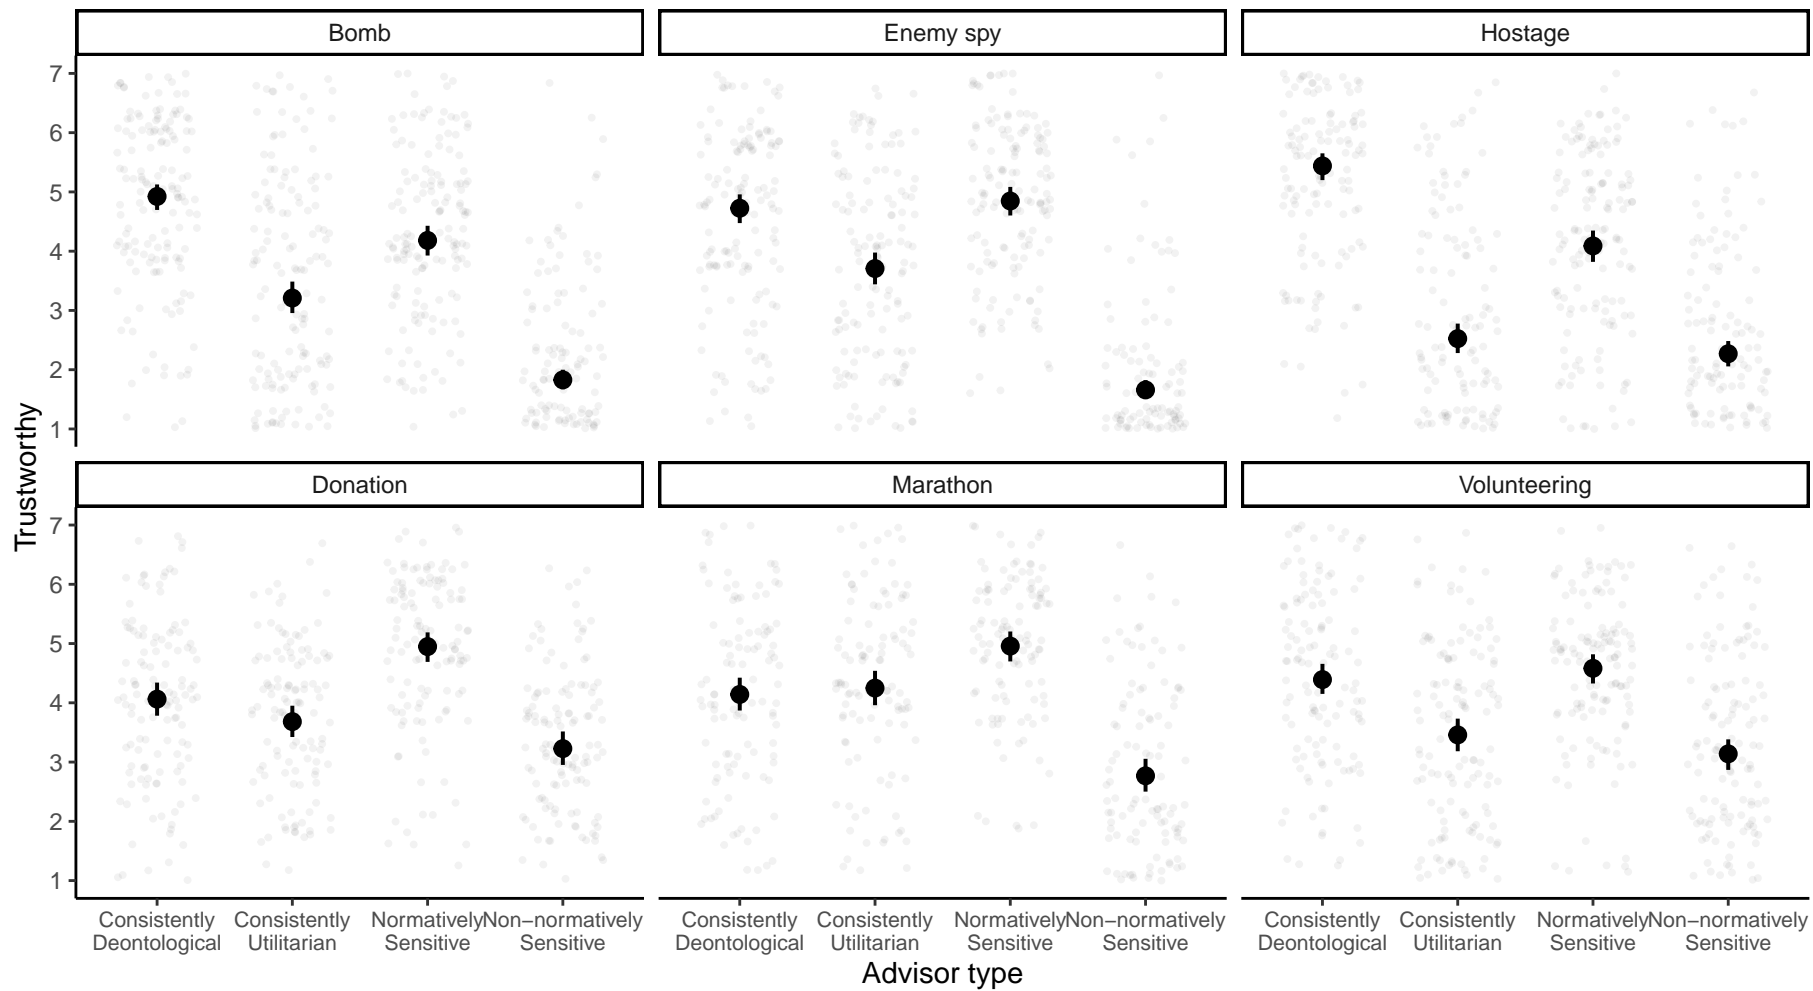 Bomb
Enemy spy
Hostage
7
6
5
4
3
2
1
Donation
Marathon
Volunteering
7
6
5
4
3
2
1
Trustworthy
Consistently Deontological
Consistently Utilitarian
Normatively Sensitive
Non−normatively Sensitive
Consistently Deontological
Consistently Utilitarian
Normatively Sensitive
Non−normatively Sensitive
Consistently Deontological
Consistently Utilitarian
Normatively Sensitive
Non−normatively Sensitive
Advisor type